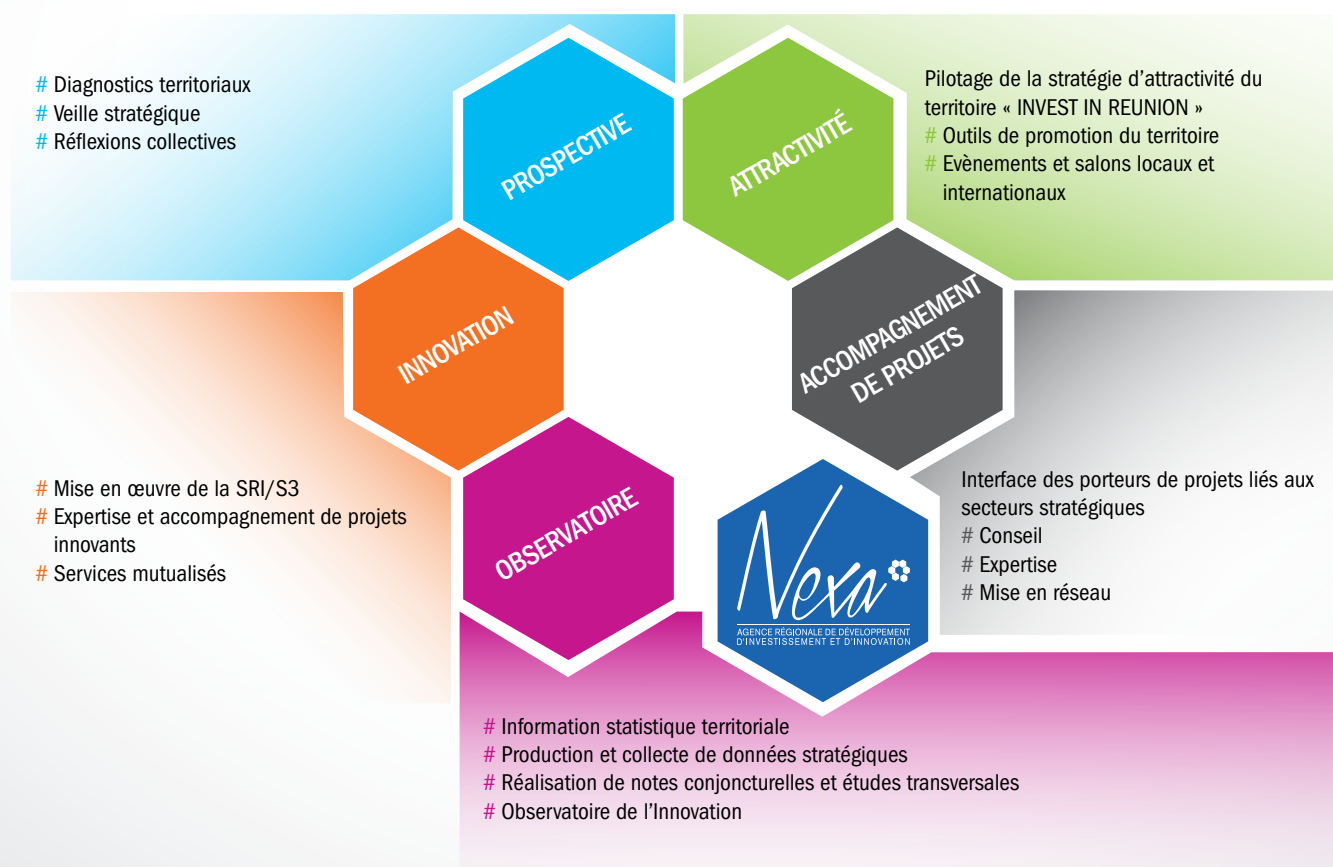 # Diagnostics territoriaux
# Veille stratégique
# Réflexions collectives
PROSPECTIVE
ATTRACTIVITÉ
Pilotage de la stratégie d’attractivité du
territoire « INVEST IN REUNION »
# Outils de promotion du territoire
# Evènements et salons locaux et
internationaux
INNOVATION
ACCOMPAGNEMENT
DE PROJETS
# Mise en œuvre de la SRI/S3
# Expertise et accompagnement de projets
innovants
# Services mutualisés
OBSERVATOIRE
Nexa
AGENCE RÉGIONALE DE DÉVELOPPEMENT
D'INVESTISSEMENT ET D'INNOVATION
Interface des porteurs de projets liés aux
secteurs stratégiques
# Conseil
# Expertise
# Mise en réseau
# Information statistique territoriale
# Production et collecte de données stratégiques
# Réalisation de notes conjoncturelles et études transversales
# Observatoire de l’Innovation